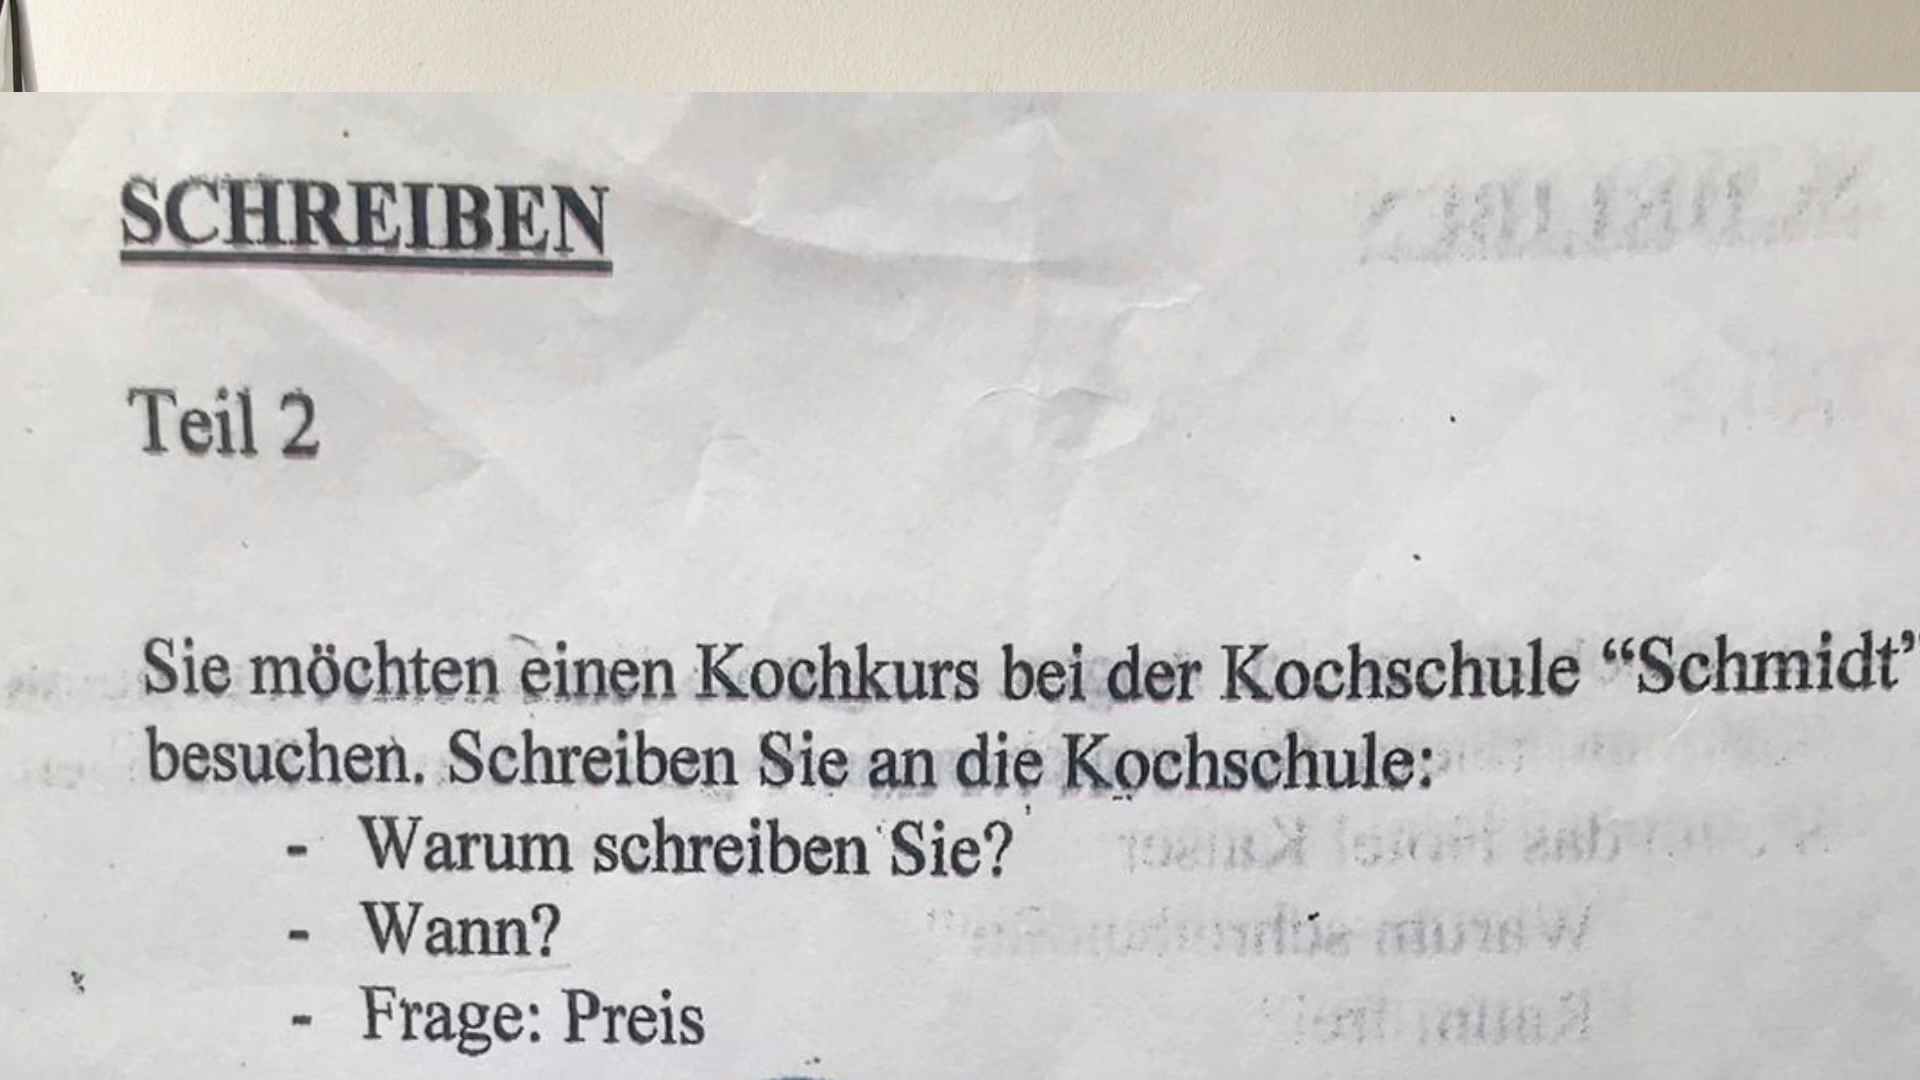 SCHREIBEN
Teil 2
Sie möchten einen Kochkurs bei der Kochschule “Schmidt”
besuchen. Schreiben Sie an die Kochschule:
- Warum schreiben Sie?
- Wann?
- Frage: Preis